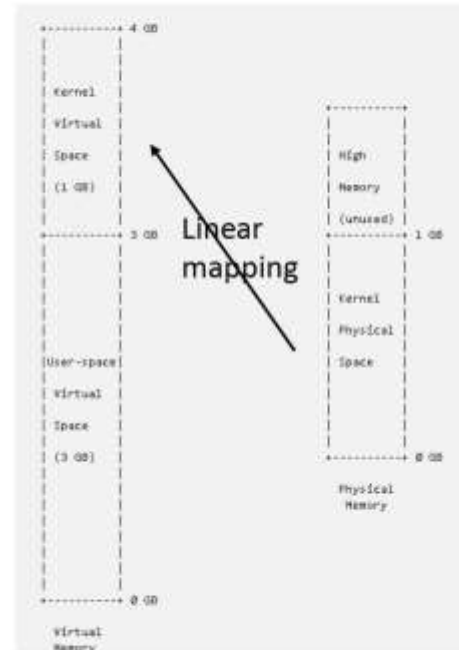 4 GB
Kernel
Virtual
Space
(1 GB)
3 GB
User-space
Virtual
Space
(3 GB)
0 GB
Virtual
Memory
Linear
mapping
High
Memory
(unused)
1 GB
Kernel
Physical
Space
0 GB
Physical
Memory